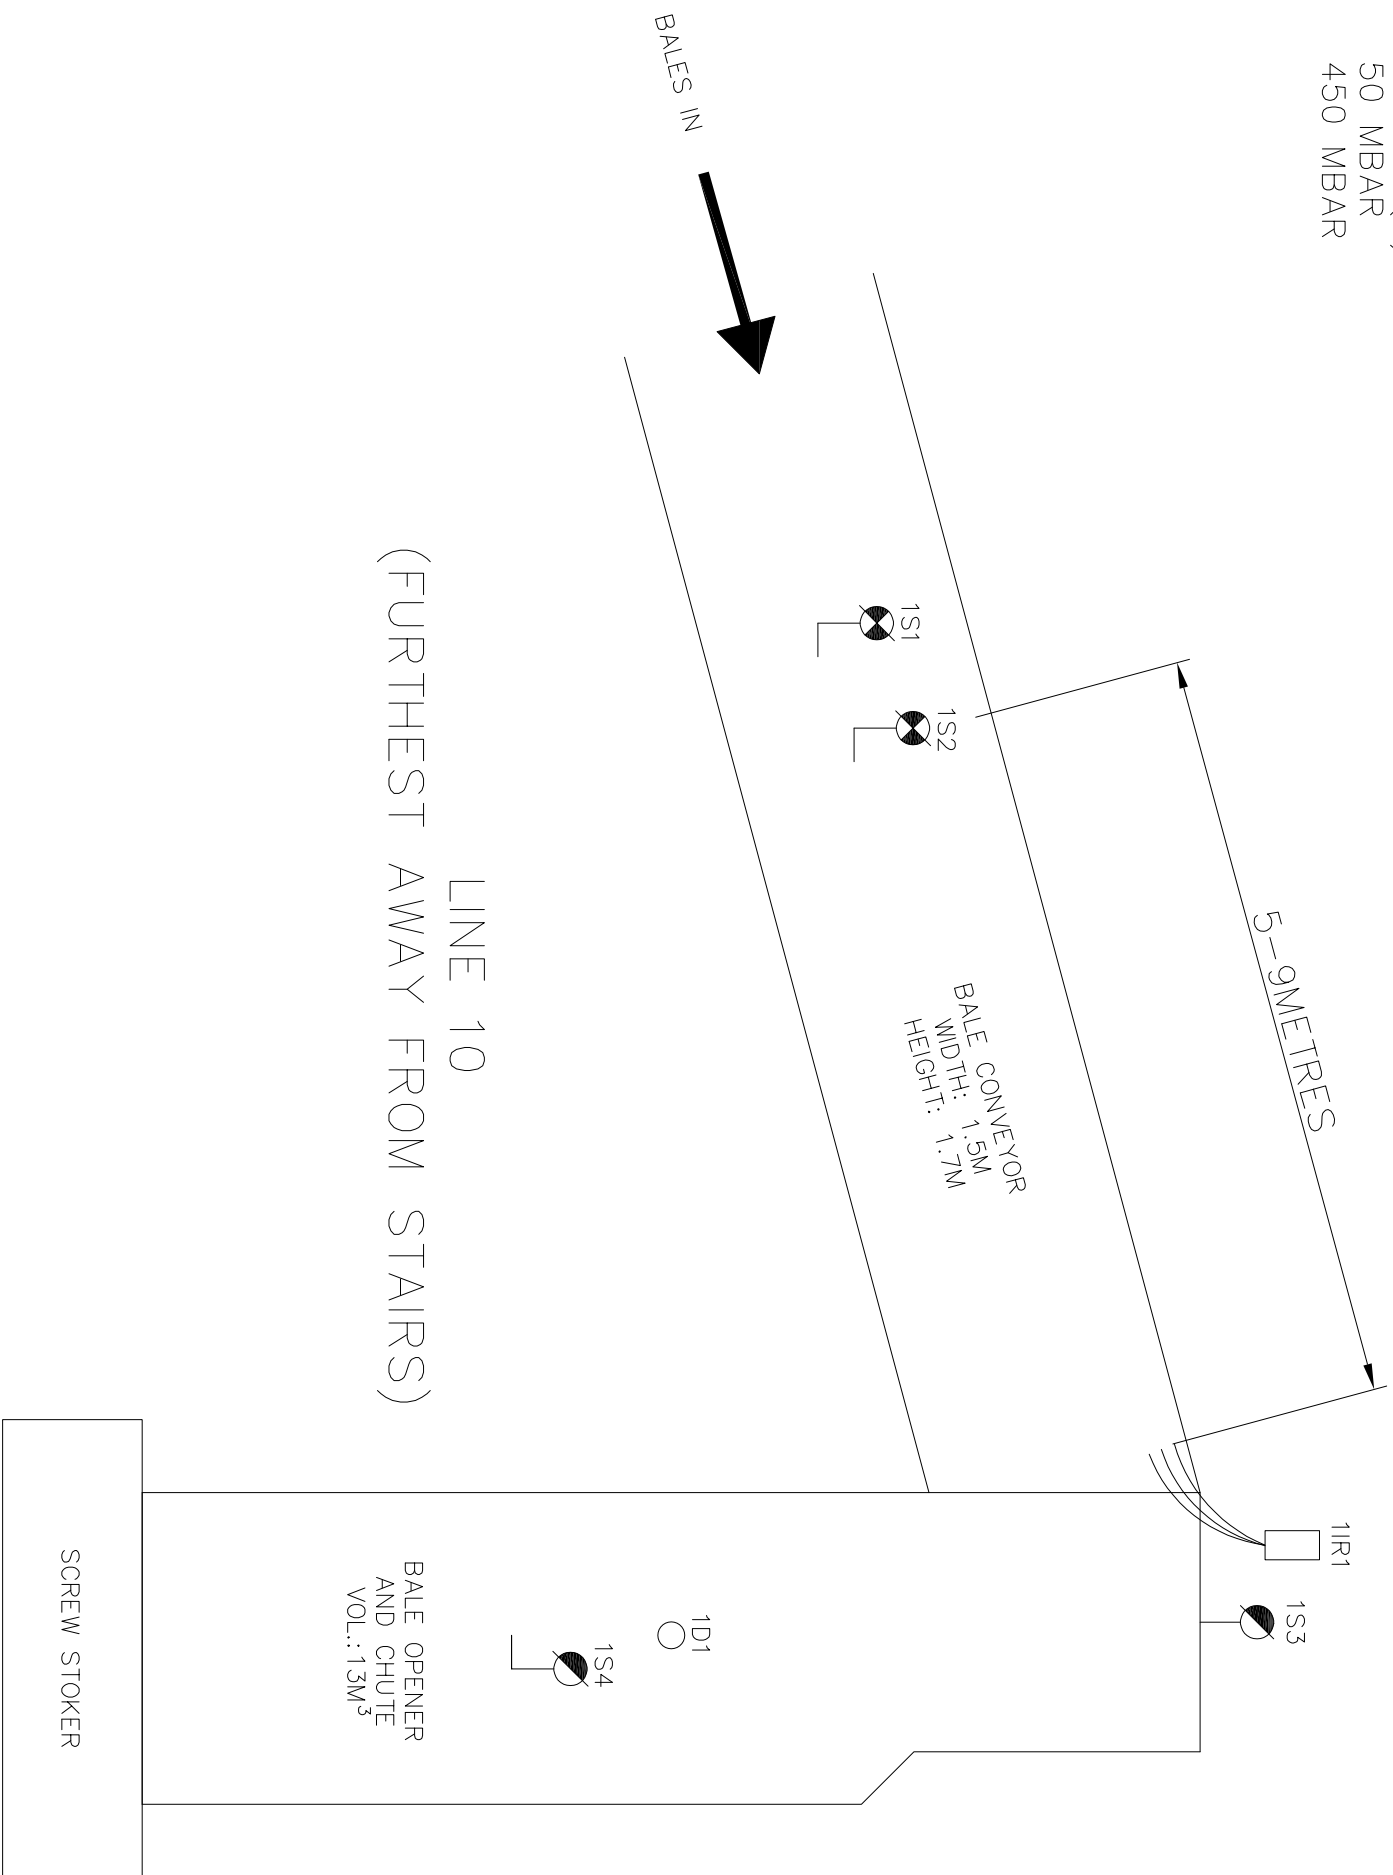 50 MBAR
450 MBAR
BALES IN
5-9METRES
1S1
1S2
BALE CONVEYOR
WIDTH: 1.5M
HEIGHT: 1.7M
LINE 10
(FURTHEST AWAY FROM STAIRS)
1IR1
1S3
1D1
1S4
BALE OPENER
AND CHUTE
VOL.: 13M³
SCREW STOKER